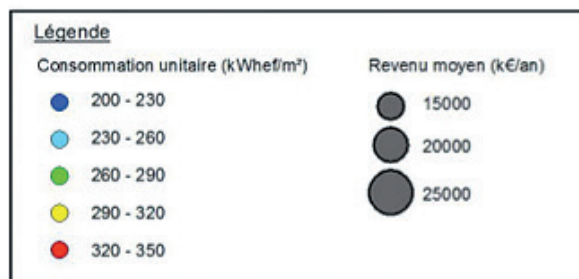 Légende
Consommation unitaire (kWhef/m²)
200 - 230
230 - 260
260 - 290
290 - 320
320 - 350
Revenu moyen (k€/an)
15000
20000
25000